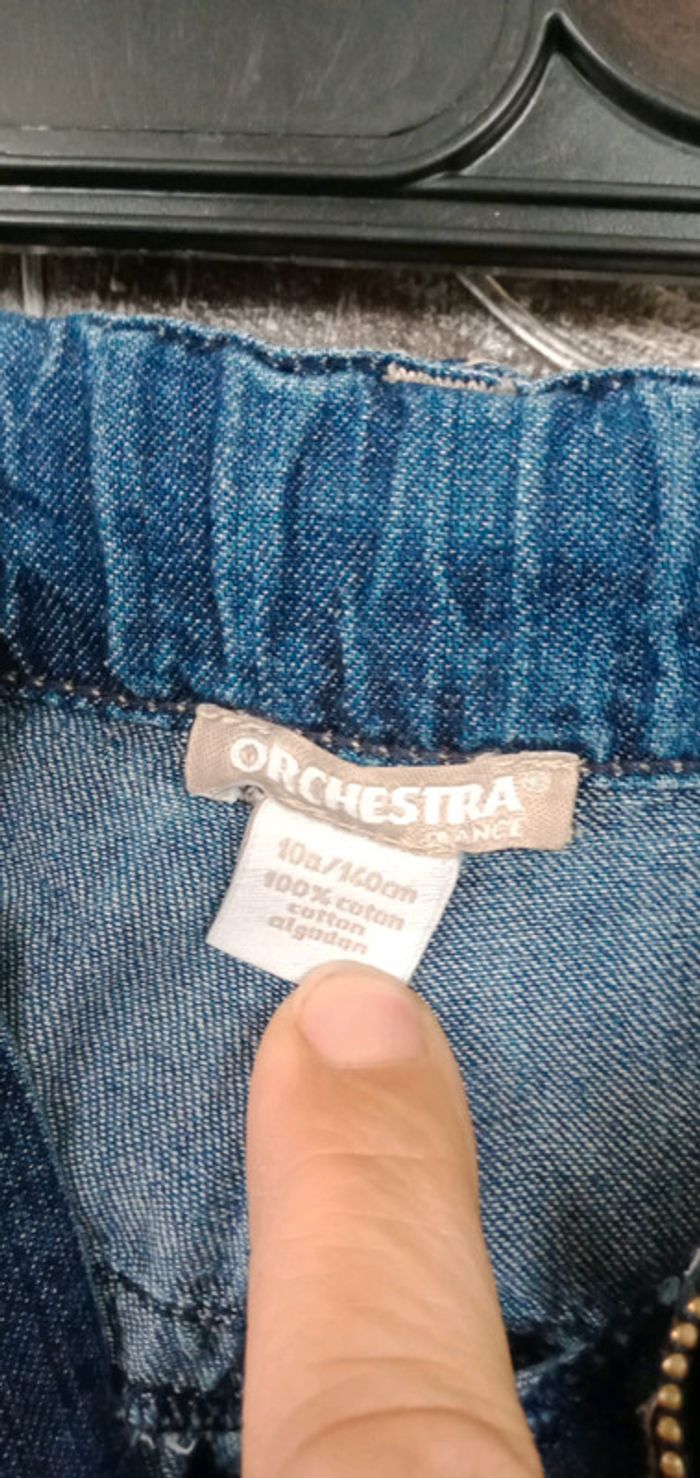 ORCHESTRA®
FRANCE
10a/140cm
100% coton
cotton
algodon